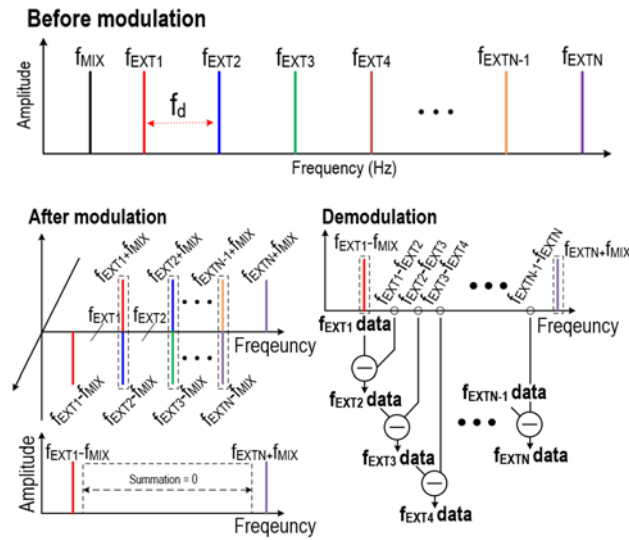 Before modulation
fMIX fEXT1 fEXT2 fEXT3 fEXT4 fEXTN-1 fEXTN
fd
Amplitude
Frequency (Hz)
After modulation
fEXT1+fMIX
fEXT2+fMIX
fEXTN-1+fMIX
fEXTN+fMIX
fEXT1 fEXT2
Freqeuncy
fEXT1-fMIX
fEXT2-fMIX
fEXT3-fMIX
fEXTN-fMIX
Amplitude
fEXT1-fMIX fEXTN+fMIX
Summation = 0
Freqeuncy
Demodulation
fEXT1-fMIX
fEXT1-fEXT2
fEXT2-fEXT3
fEXT3-fEXT4
fEXTN-1-fEXTN
fEXTN+fMIX
Freqeuncy
fEXT1 data
fEXT2 data
fEXTN-1 data
fEXT3 data
fEXTN data
fEXT4 data